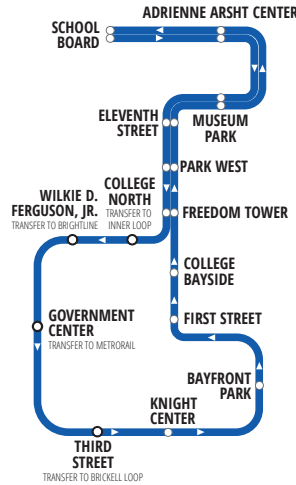 ADRIENNE ARSHT CENTER
SCHOOL
BOARD
ELEVENTH
STREET
MUSEUM
PARK
PARK WEST
COLLEGE
NORTH
TRANSFER TO
INNER LOOP
WILKIE D.
FERGUSON, JR.
TRANSFER TO BRIGHTLINE
FREEDOM TOWER
COLLEGE
BAYSIDE
FIRST STREET
GOVERNMENT
CENTER
TRANSFER TO METRORAIL
BAYFRONT
PARK
KNIGHT
CENTER
THIRD
STREET
TRANSFER TO BRICKELL LOOP